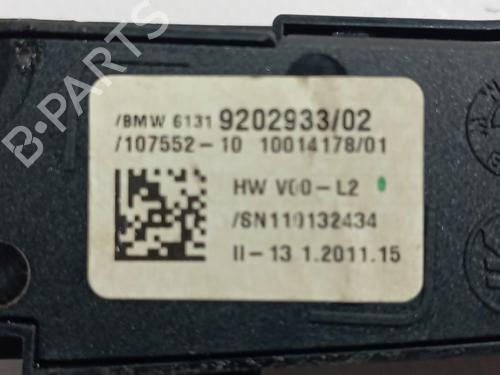 /BMW 6131 9202933/02
/107552-10 10014178/01
HW V00-L2
/SN110132434
II-13 1.2011.15
B-PARTS